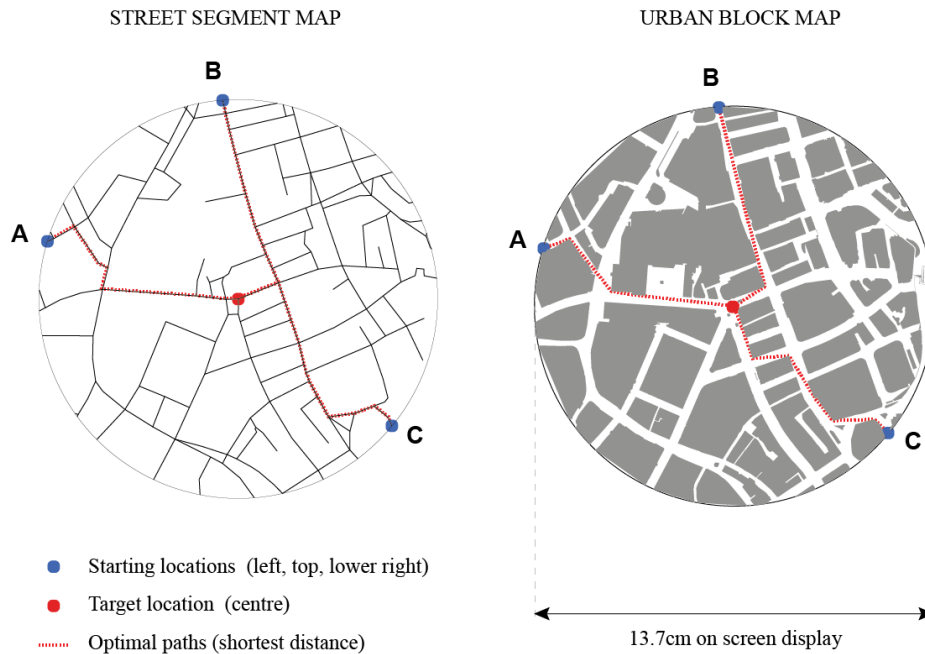 STREET SEGMENT MAP
URBAN BLOCK MAP
B
B
A
A
C
C
Starting locations (left, top, lower right)
Target location (centre)
Optimal paths (shortest distance)
13.7cm on screen display